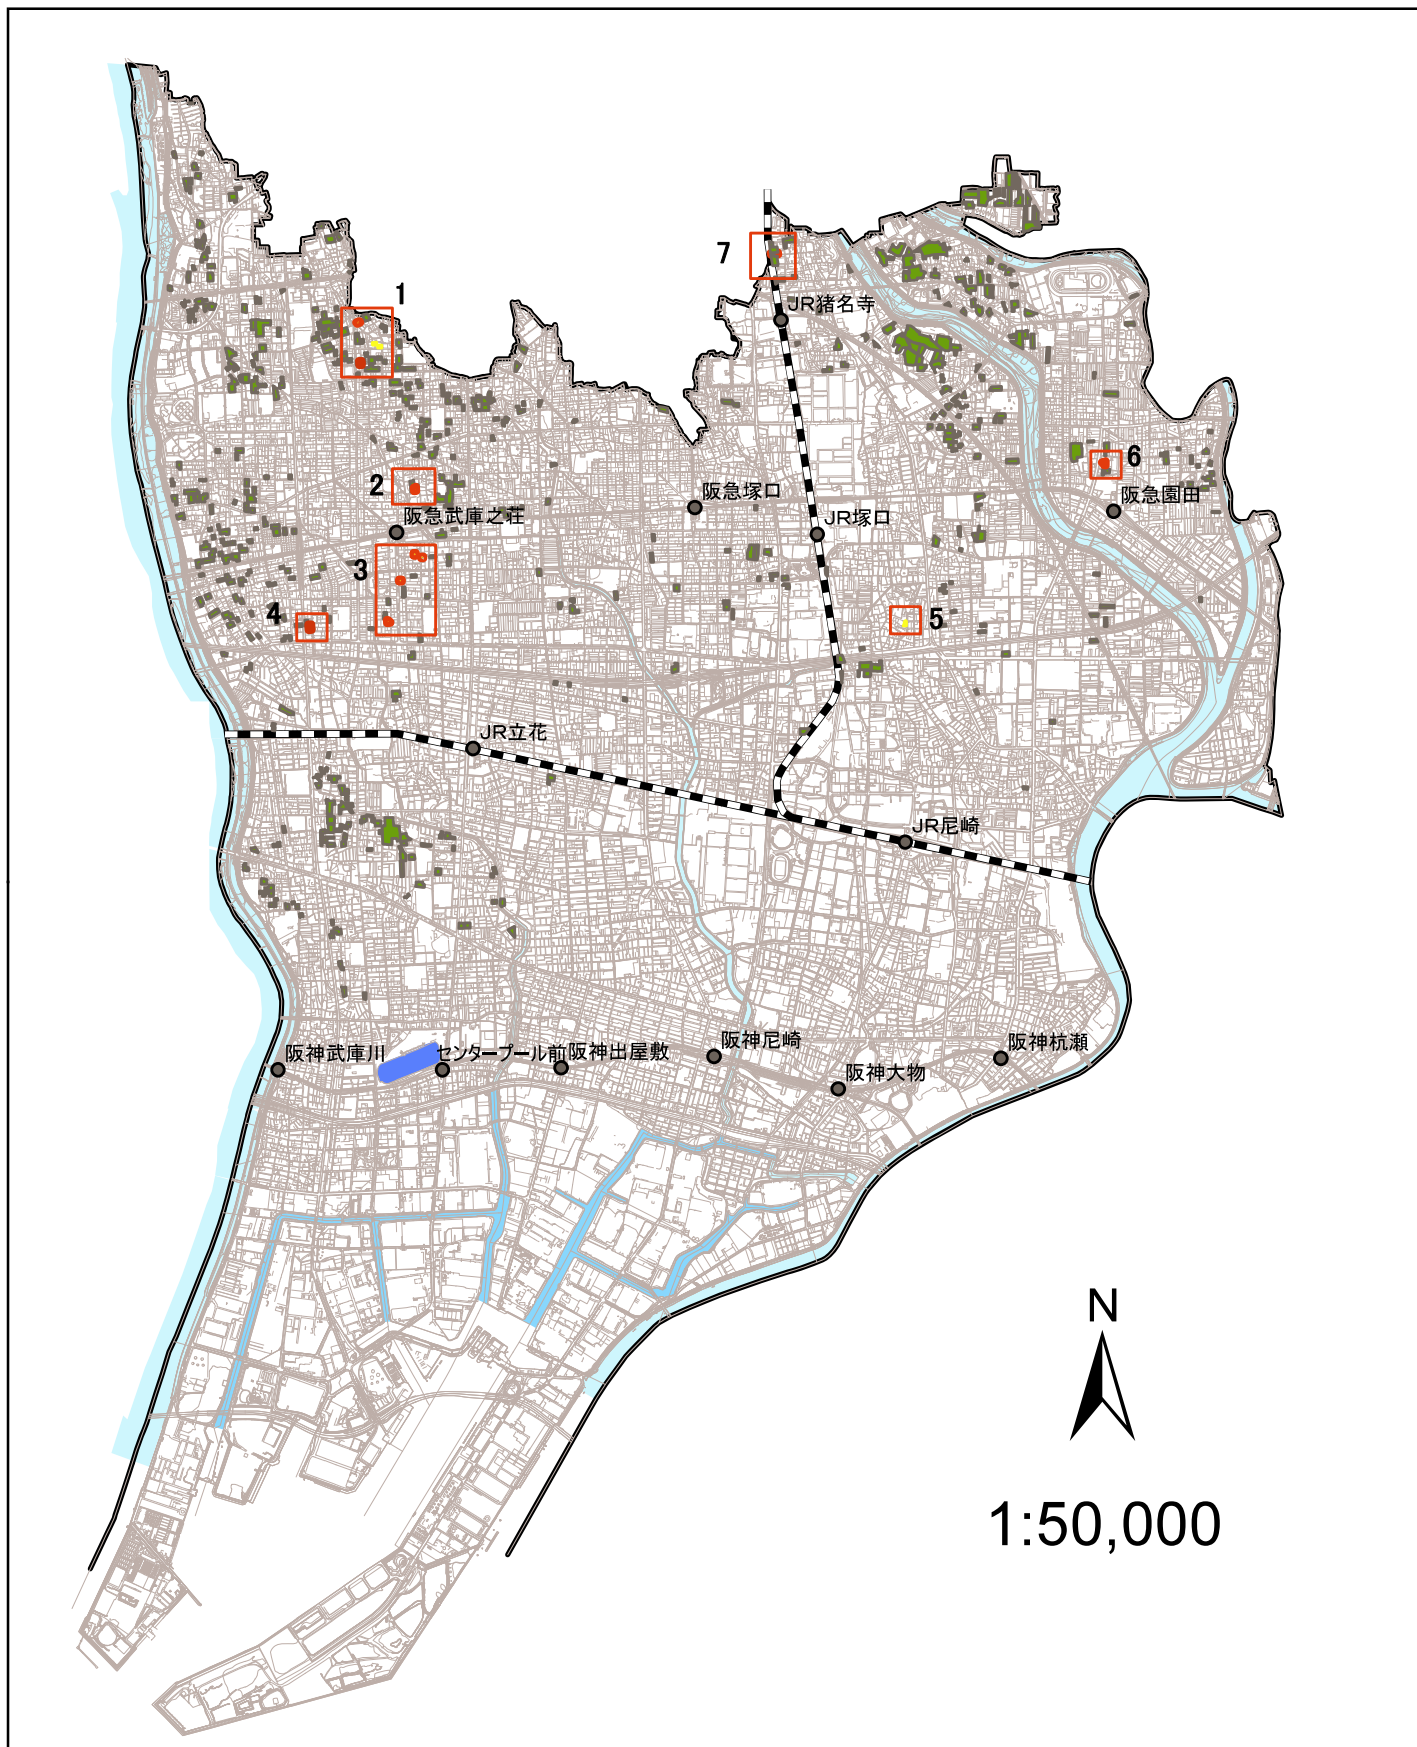 7
1
JR猪名寺
6
2
阪急塚口
阪急園田
阪急武庫之荘
JR塚口
3
4
5
JR立花
JR尼崎
阪神武庫川
センタープール前
阪神出屋敷
阪神尼崎
阪神杭瀬
阪神大物
N
1:50,000